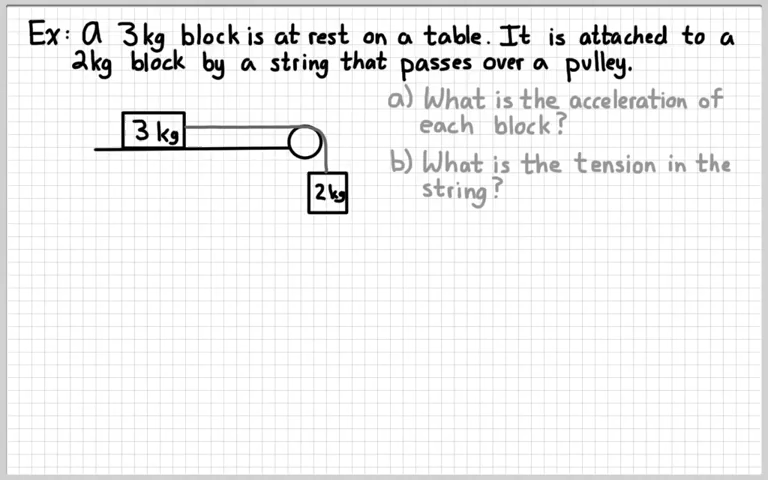 Ex: A 3kg block is at rest on a table. It is attached to a
2kg block by a string that passes over a pulley.
a) What is the acceleration of
each block?
b) What is the tension in the
string?
3 kg
2kg